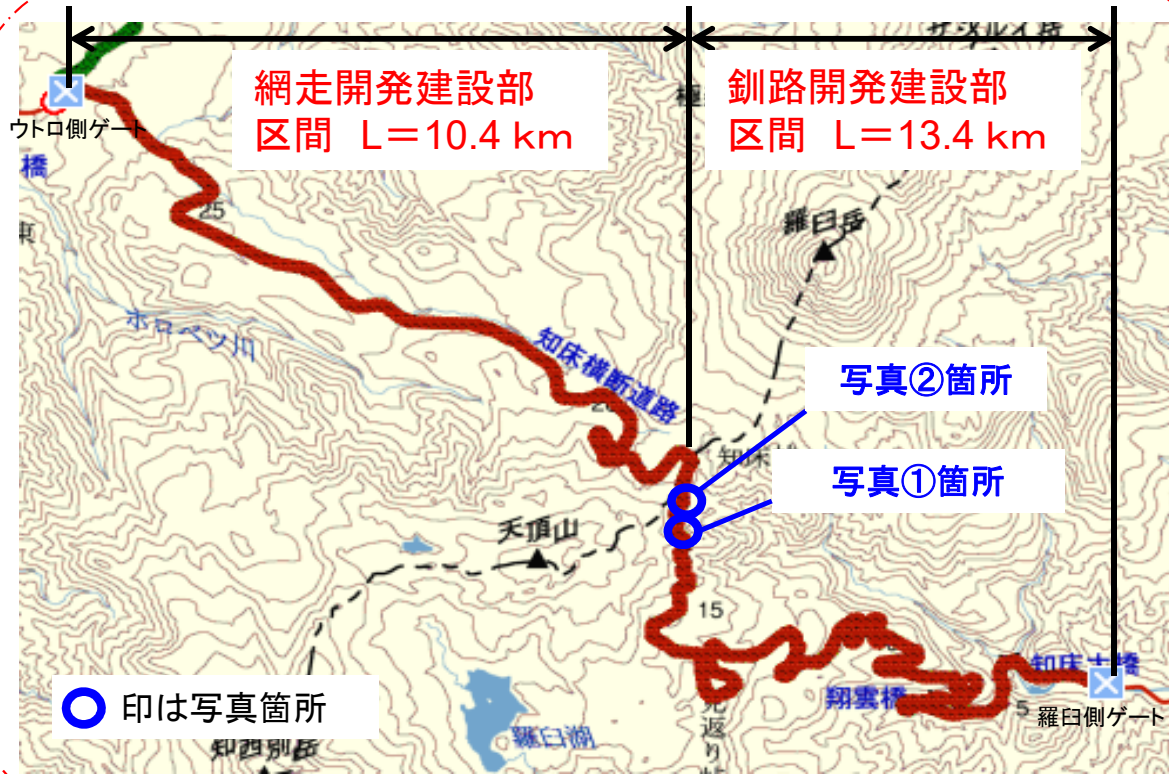 網走開発建設部
区間 L=10.4 km
釧路開発建設部
区間 L=13.4 km
ウトロ側ゲート
橋
25
羅臼岳
ホロベツ川
知床横断道路
写真②箇所
写真①箇所
天頂山
15
知床大橋
翔雲橋
5
羅臼側ゲート
印は写真箇所
羅臼湖
知西別岳